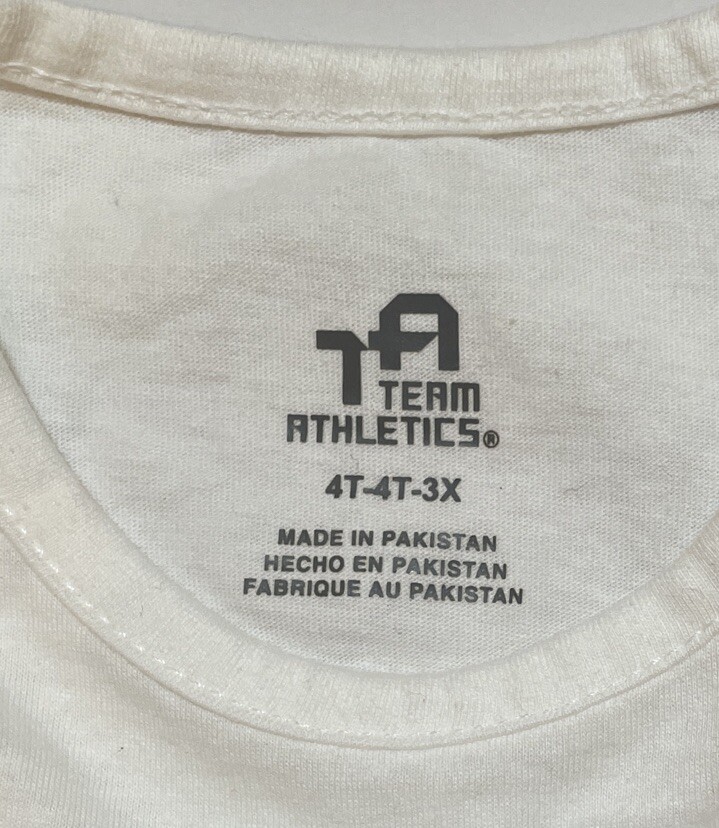 TA
TEAM
ATHLETICS®
4T-4T-3X
MADE IN PAKISTAN
HECHO EN PAKISTAN
FABRIQUE AU PAKISTAN